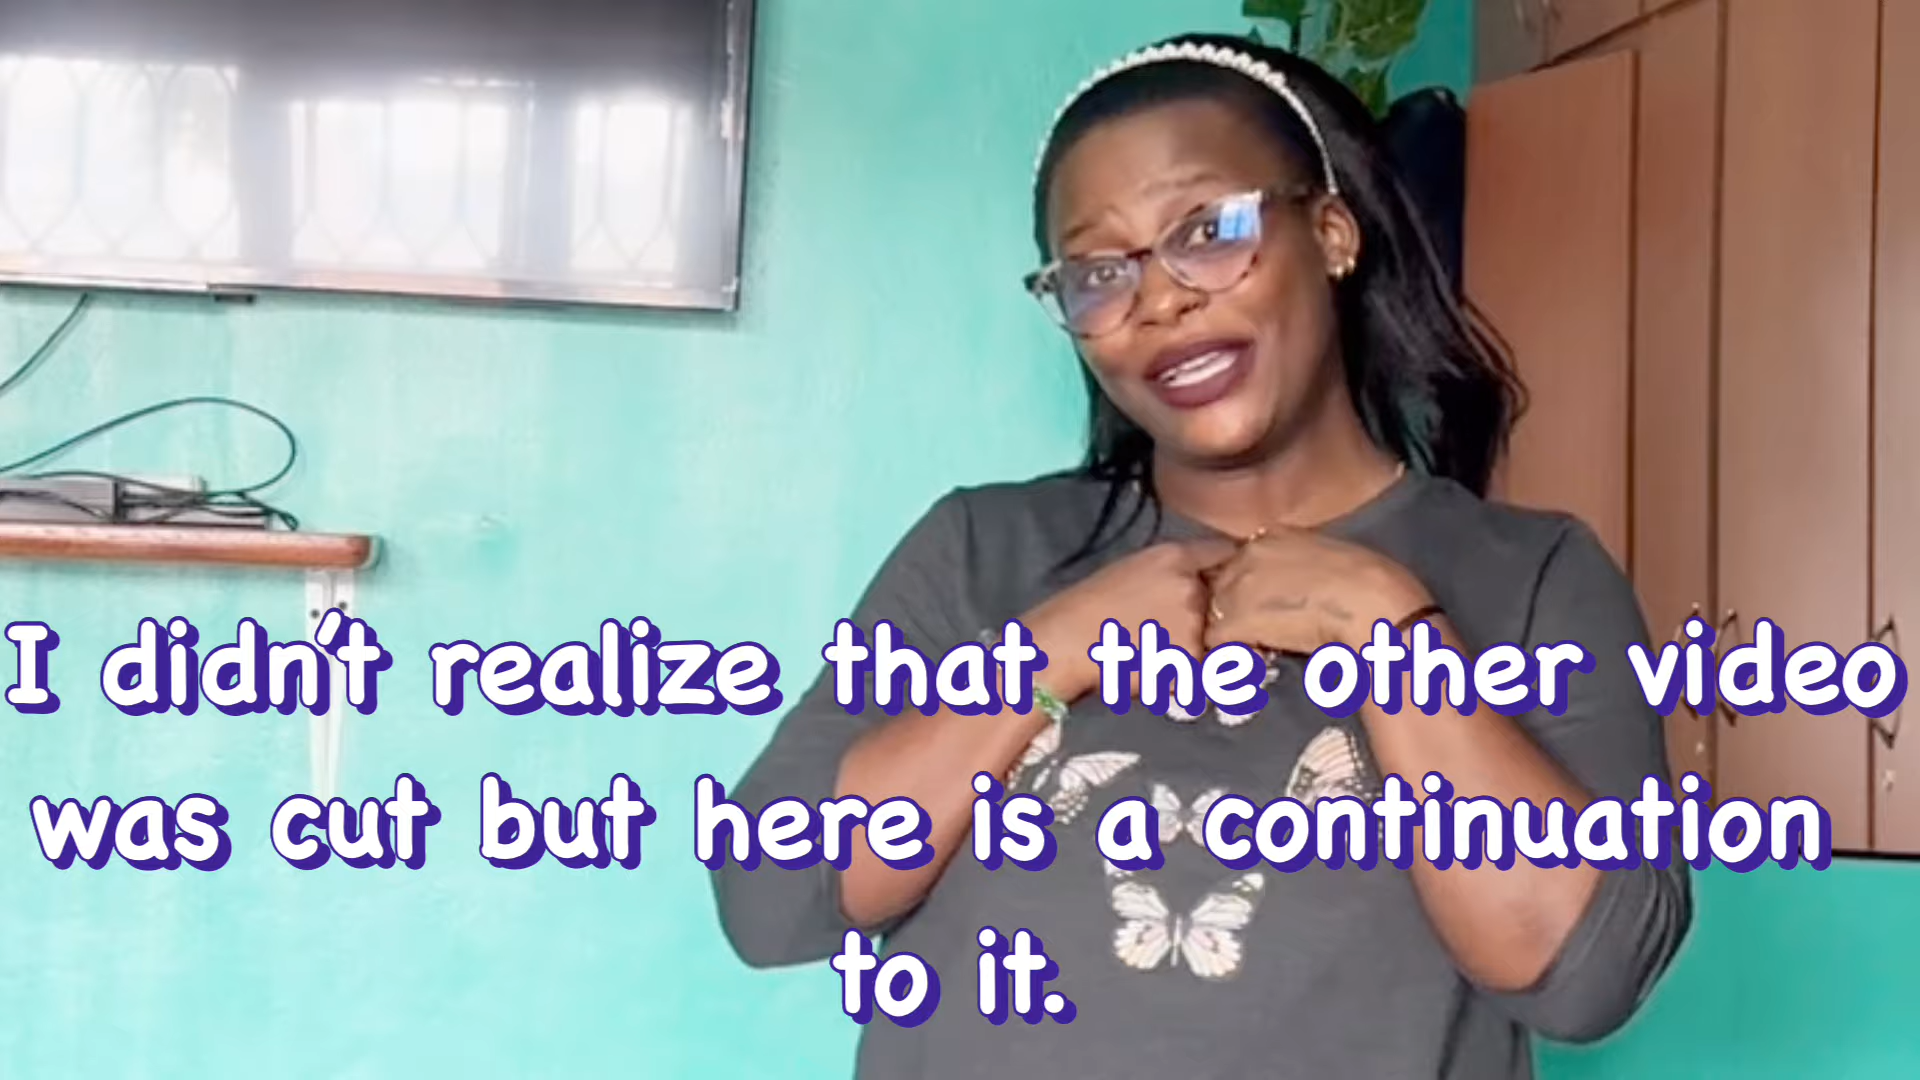 I didn't realize that the other video
was cut but here is a continuation
to it.